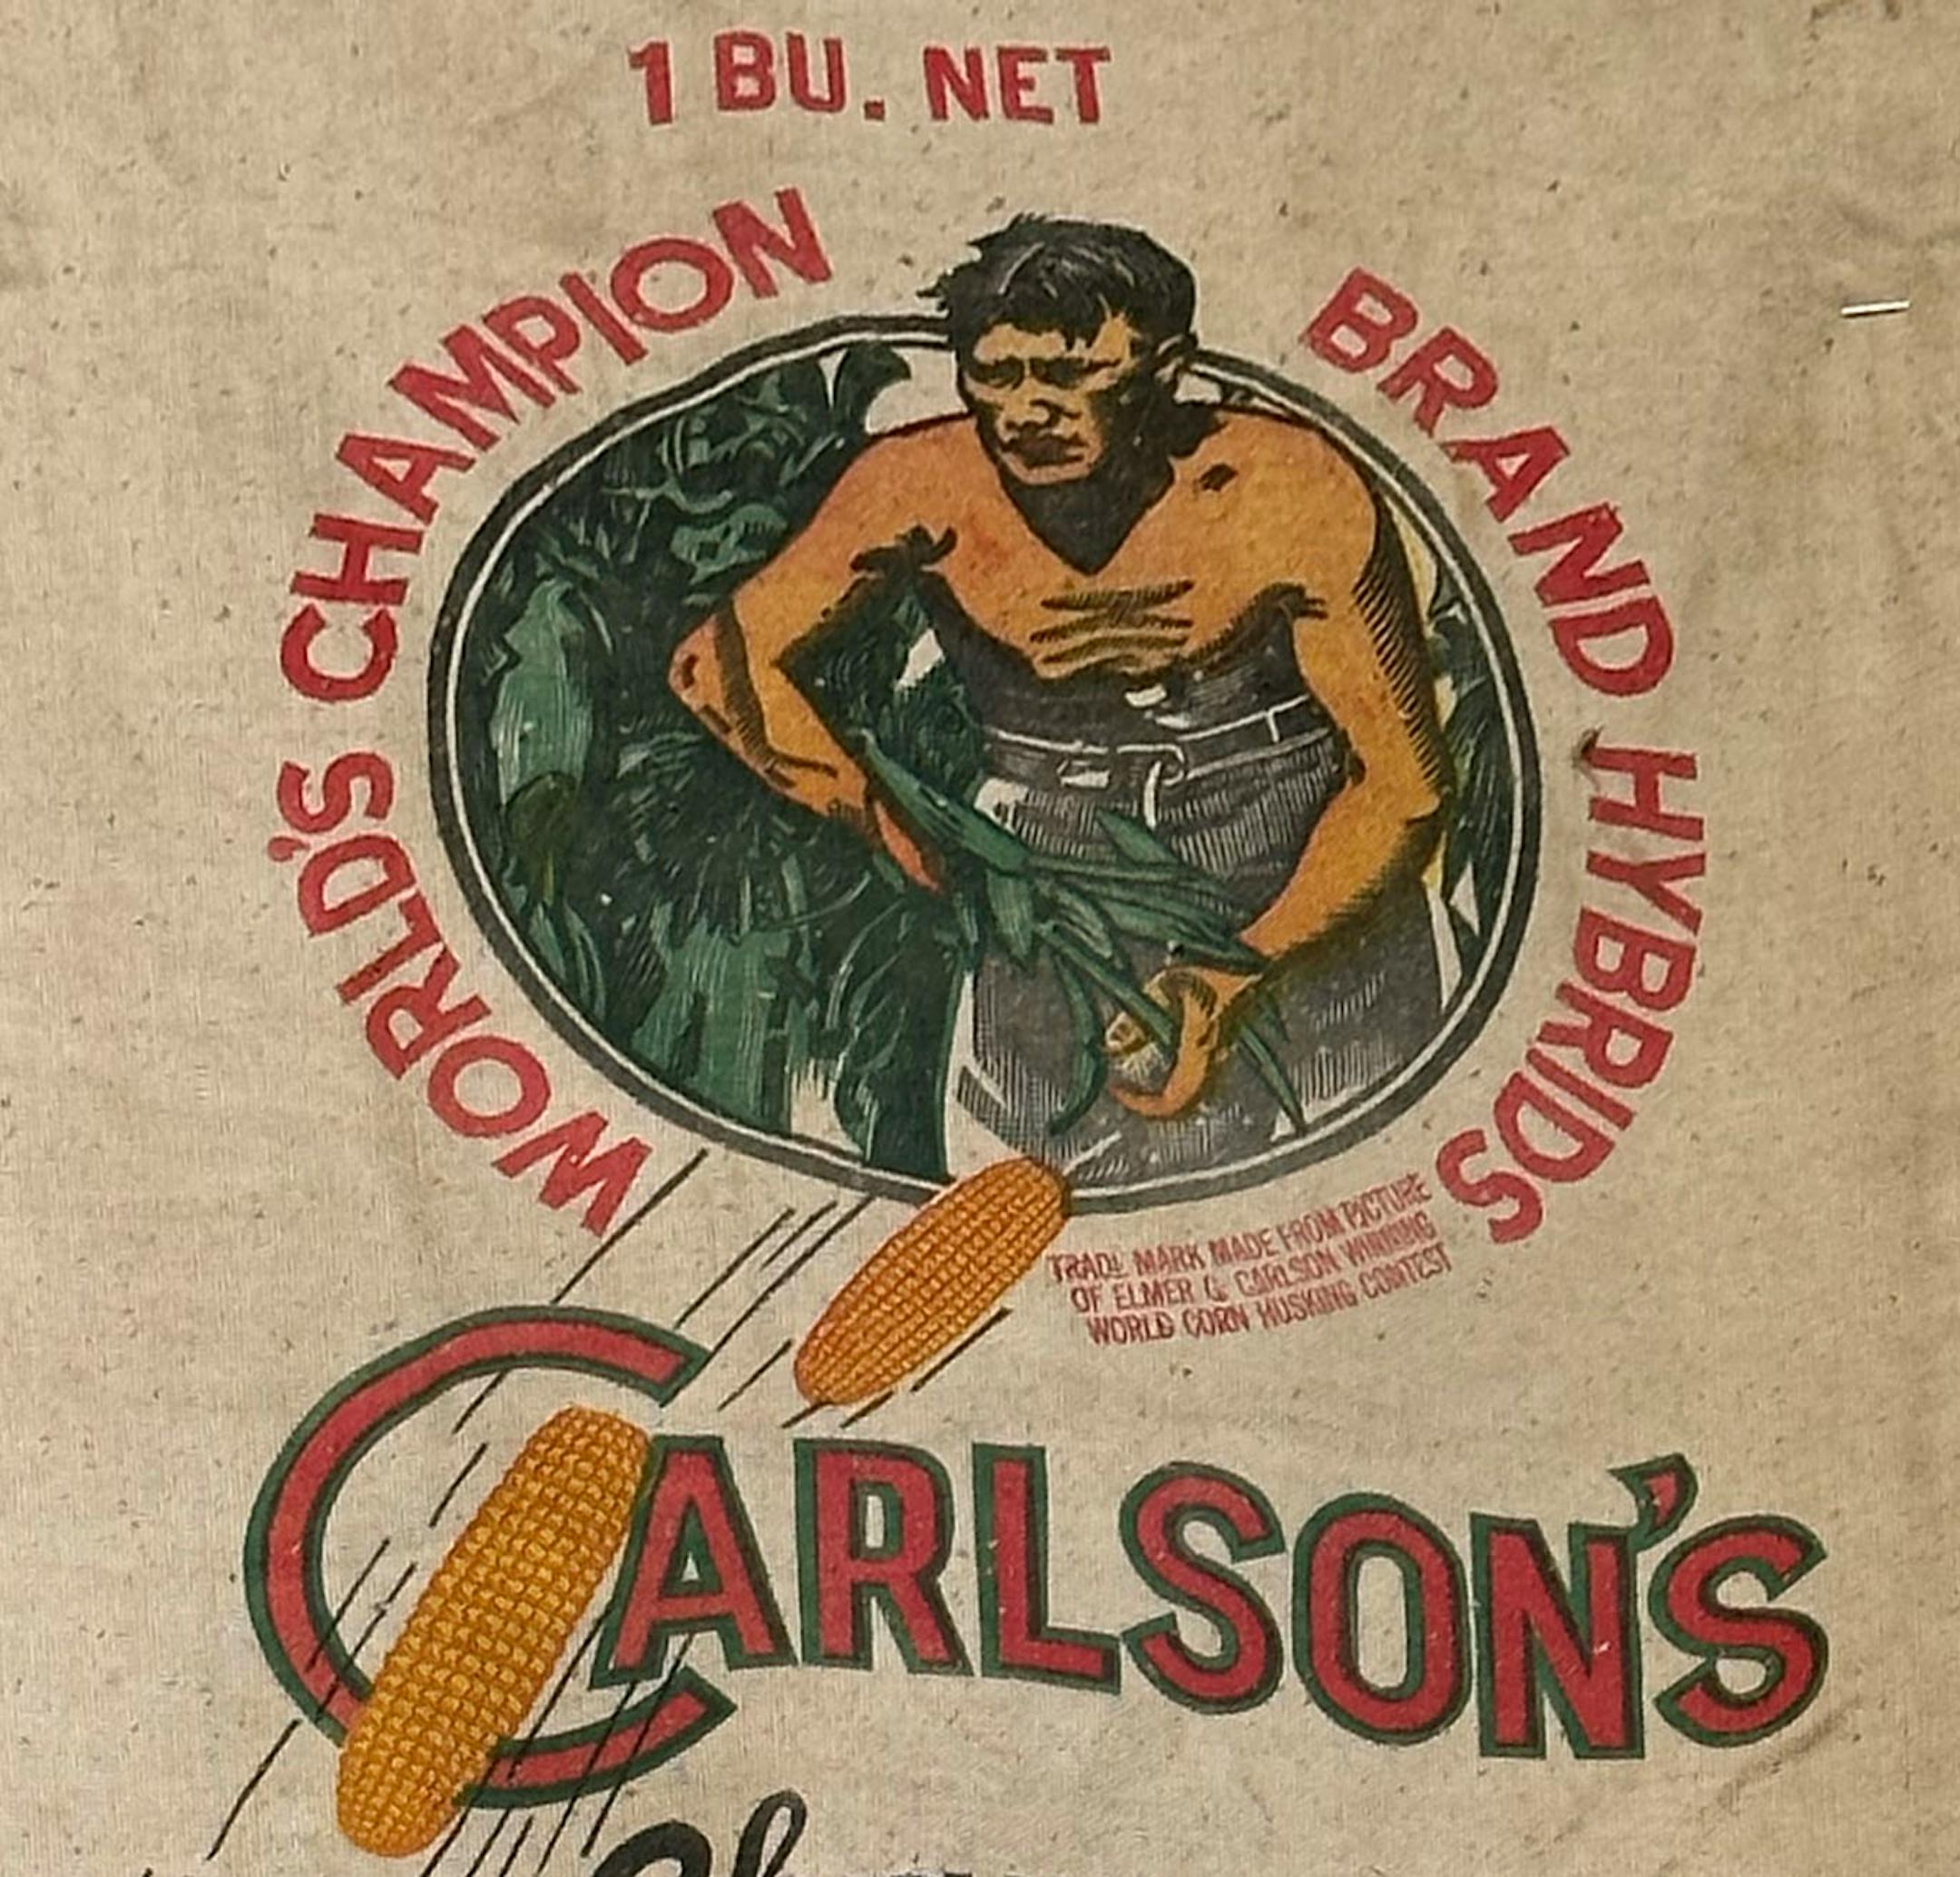 1 BU. NET
WORLD'S CHAMPION BRAND HYBRIDS
TRADE MARK MADE FROM PICTURE
OF ELMER G. CARLSON WINNING
WORLD CORN HUSKING CONTEST
CARLSON'S